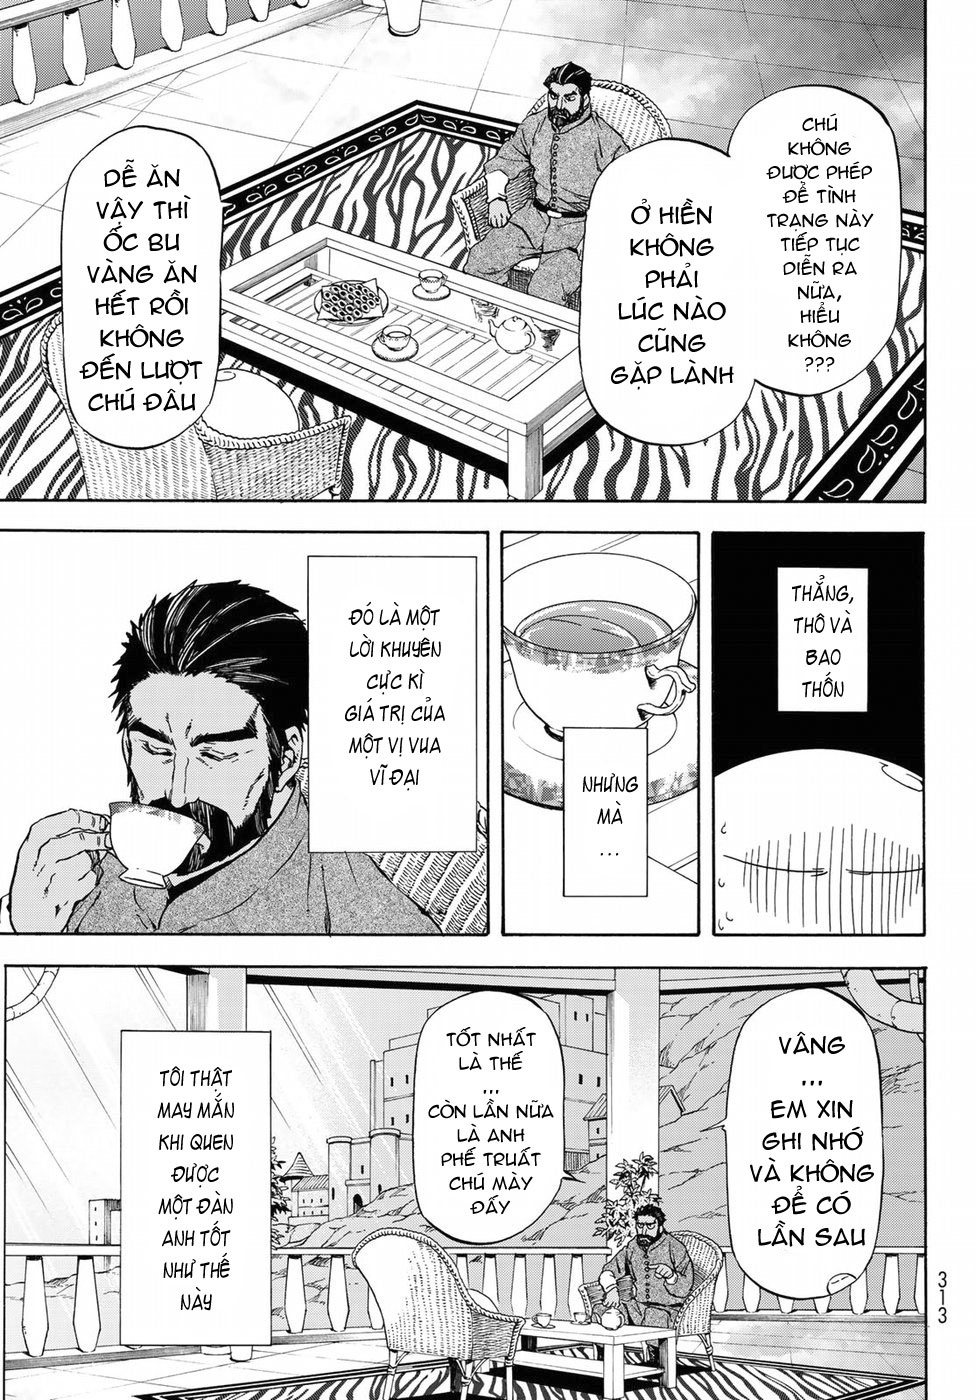 CHÚ
KHÔNG
ĐƯỢC PHÉP
ĐỂ TÌNH
TRẠNG NÀY
TIẾP TỤC
DIỄN RA
NỮA,
HIỂU
KHÔNG
???
Ở HIỀN
KHÔNG
PHẢI
LÚC NÀO
CŨNG
GẶP LÀNH
DỄ ĂN
VẬY THÌ
ỐC BU
VÀNG ĂN
HẾT RỒI
KHÔNG
ĐẾN LƯỢT
CHÚ ĐÂU
THẲNG,
THÔ VÀ
BAO
THỐN
NHƯNG
MÀ
...
ĐÓ LÀ MỘT
LỜI KHUYÊN
CỰC KÌ
GIÁ TRỊ CỦA
MỘT VỊ VUA
VĨ ĐẠI
VÂNG
...
EM XIN
GHI NHỚ
VÀ KHÔNG
ĐỂ CÓ
LẦN SAU
TỐT NHẤT
LÀ THẾ
...
CÒN LẦN NỮA
LÀ ANH
PHẾ TRUẤT
CHÚ MÀY
ĐẤY
TÔI THẬT
MAY MẮN
KHI QUEN
ĐƯỢC
MỘT ĐÀN
ANH TỐT
NHƯ THẾ
NÀY
313